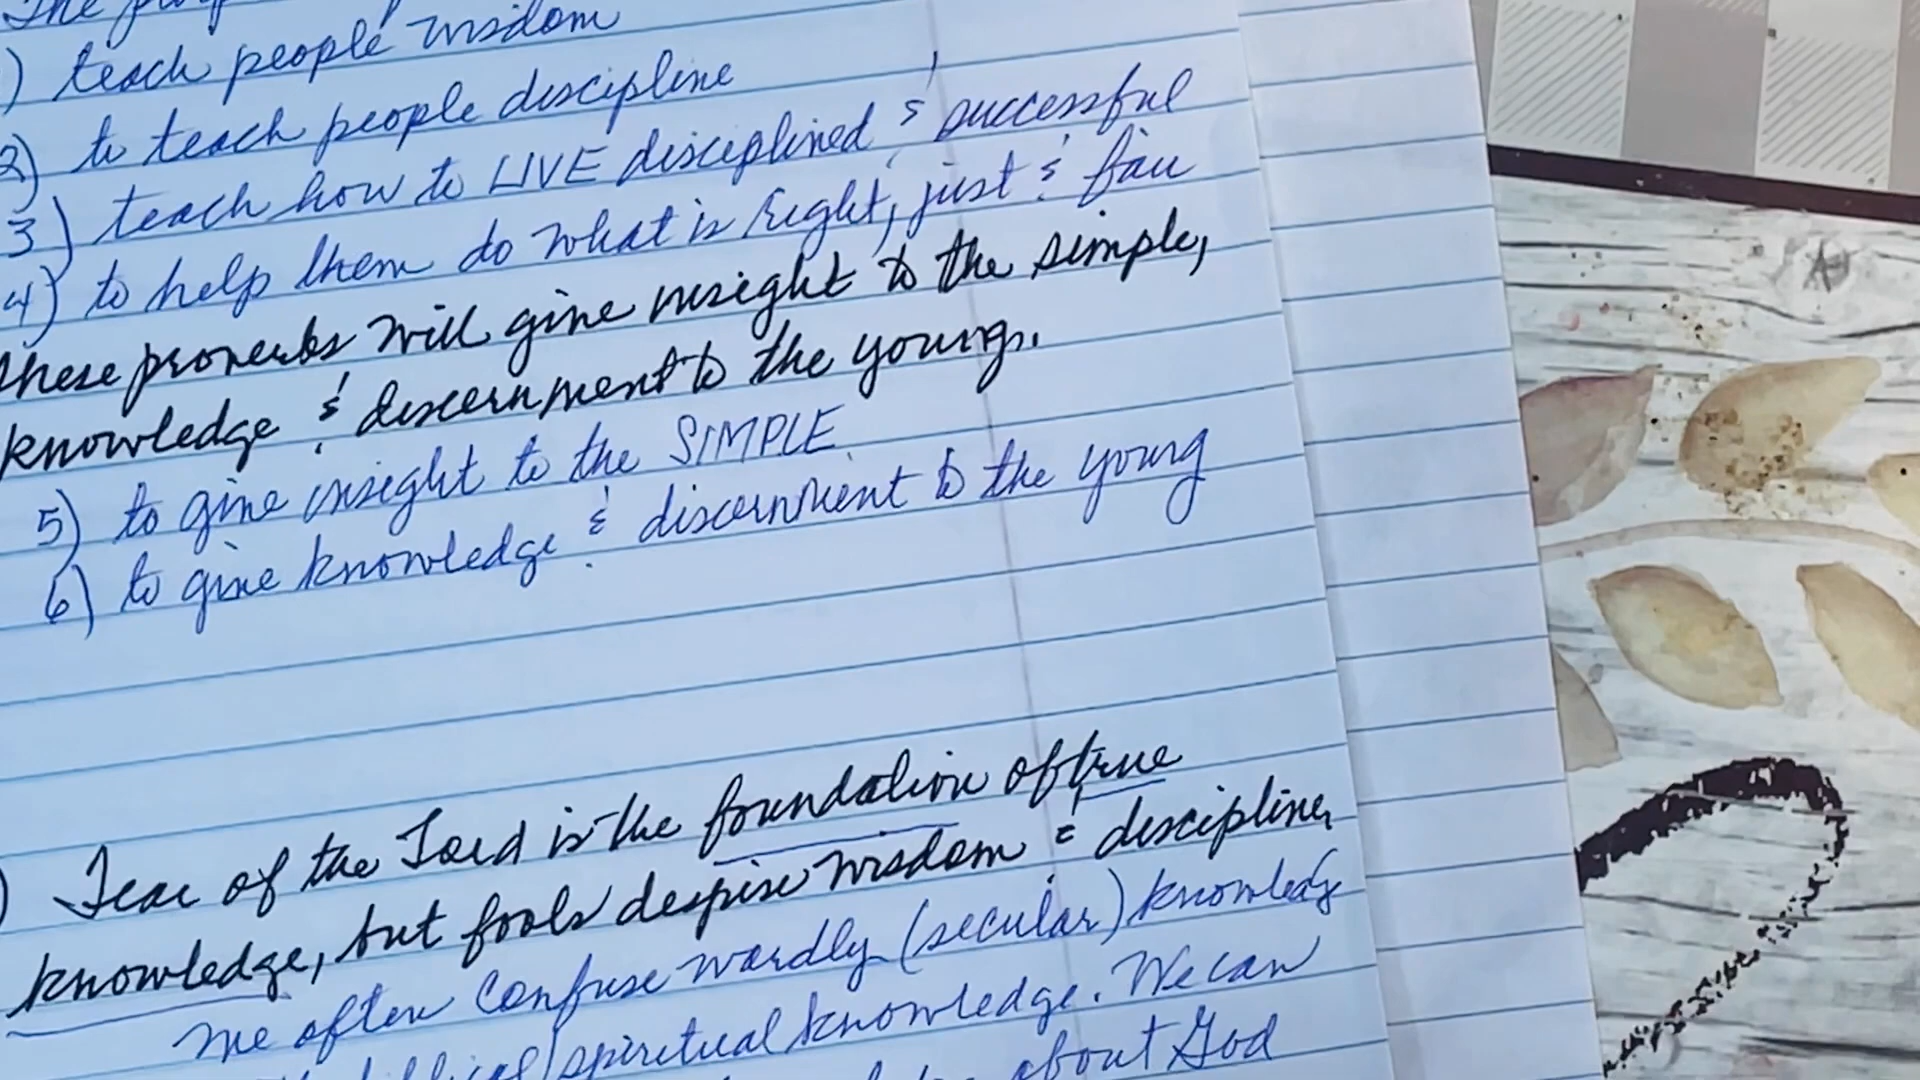 The
) teach people wisdom
2) to teach people discipline
3) teach how to LIVE disciplined & successful
4) to help them do what is right, just & fair
these proverbs will give insight to the simple,
knowledge & discernment to the young.
5) to give insight to the SIMPLE
6) to give knowledge & discernment to the young
) Fear of the Lord is the foundation of true
knowledge, but fools despise wisdom & discipline,
We often confuse wordly (secular) knowledge
spiritual knowledge. We can
about God